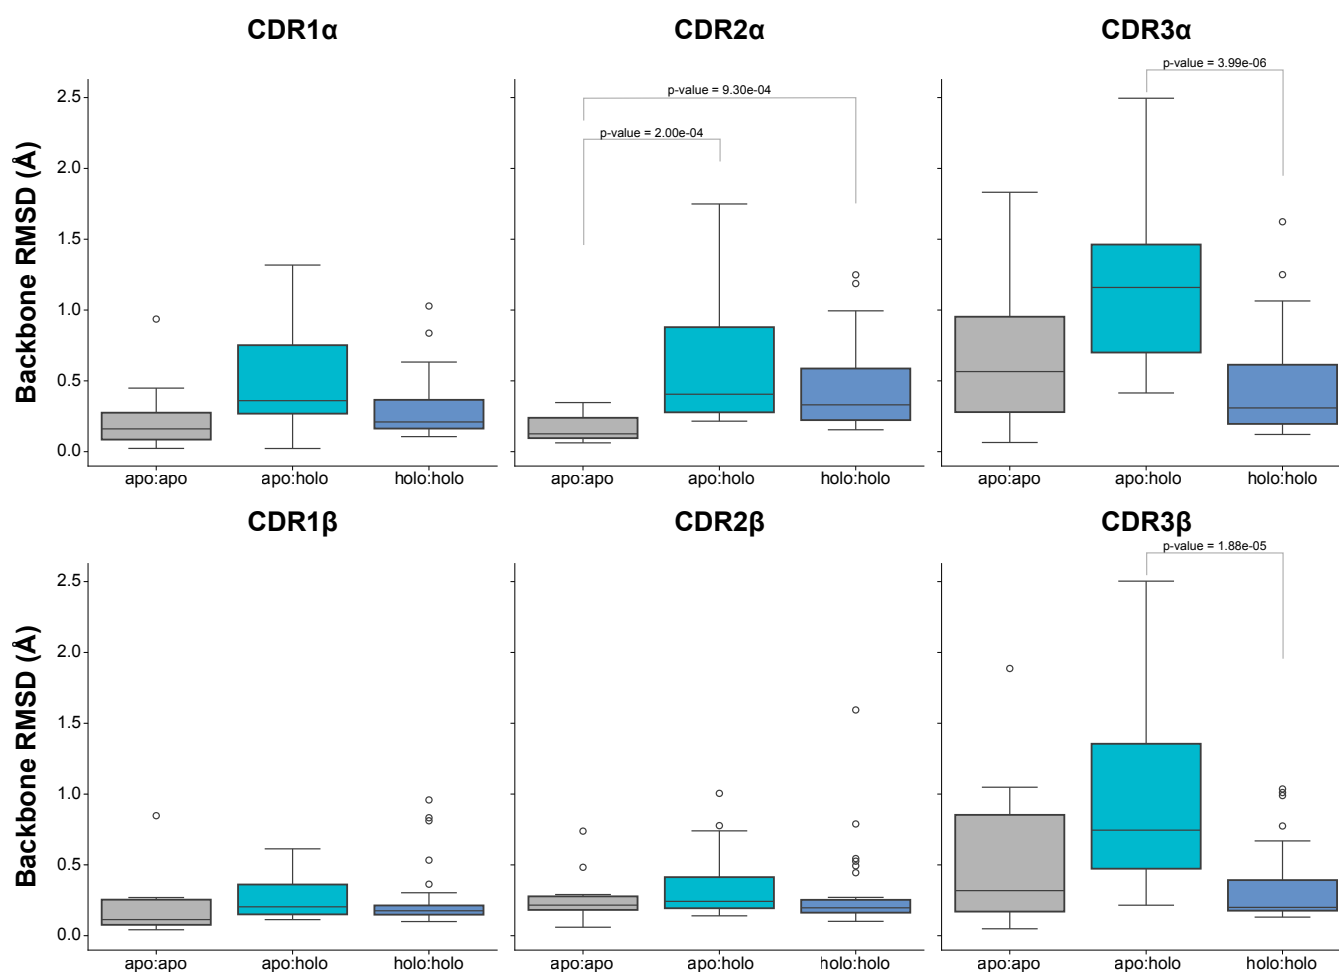 CDR1α CDR2α CDR3α
p-value = 3.99e-06
p-value = 9.30e-04
p-value = 2.00e-04
Backbone RMSD (Å)
2.5
2.0
1.5
1.0
0.5
0.0
apo:apo apo:holo holo:holo apo:apo apo:holo holo:holo apo:apo apo:holo holo:holo
CDR1β CDR2β CDR3β
p-value = 1.88e-05
Backbone RMSD (Å)
2.5
2.0
1.5
1.0
0.5
0.0
apo:apo apo:holo holo:holo apo:apo apo:holo holo:holo apo:apo apo:holo holo:holo